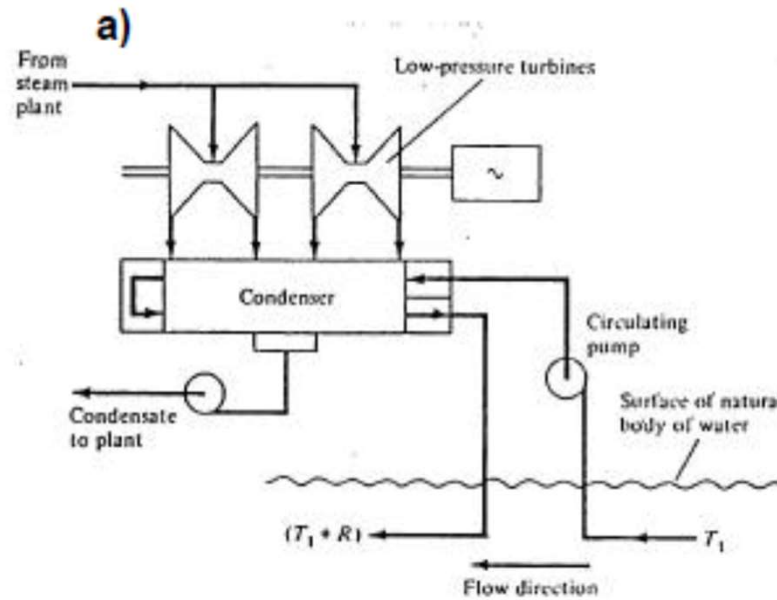 a)
From
steam
plant
Low-pressure turbines
~
Condenser
Circulating
pump
Condensate
to plant
Surface of natura
body of water
(T₁ + R)
T₁
Flow direction